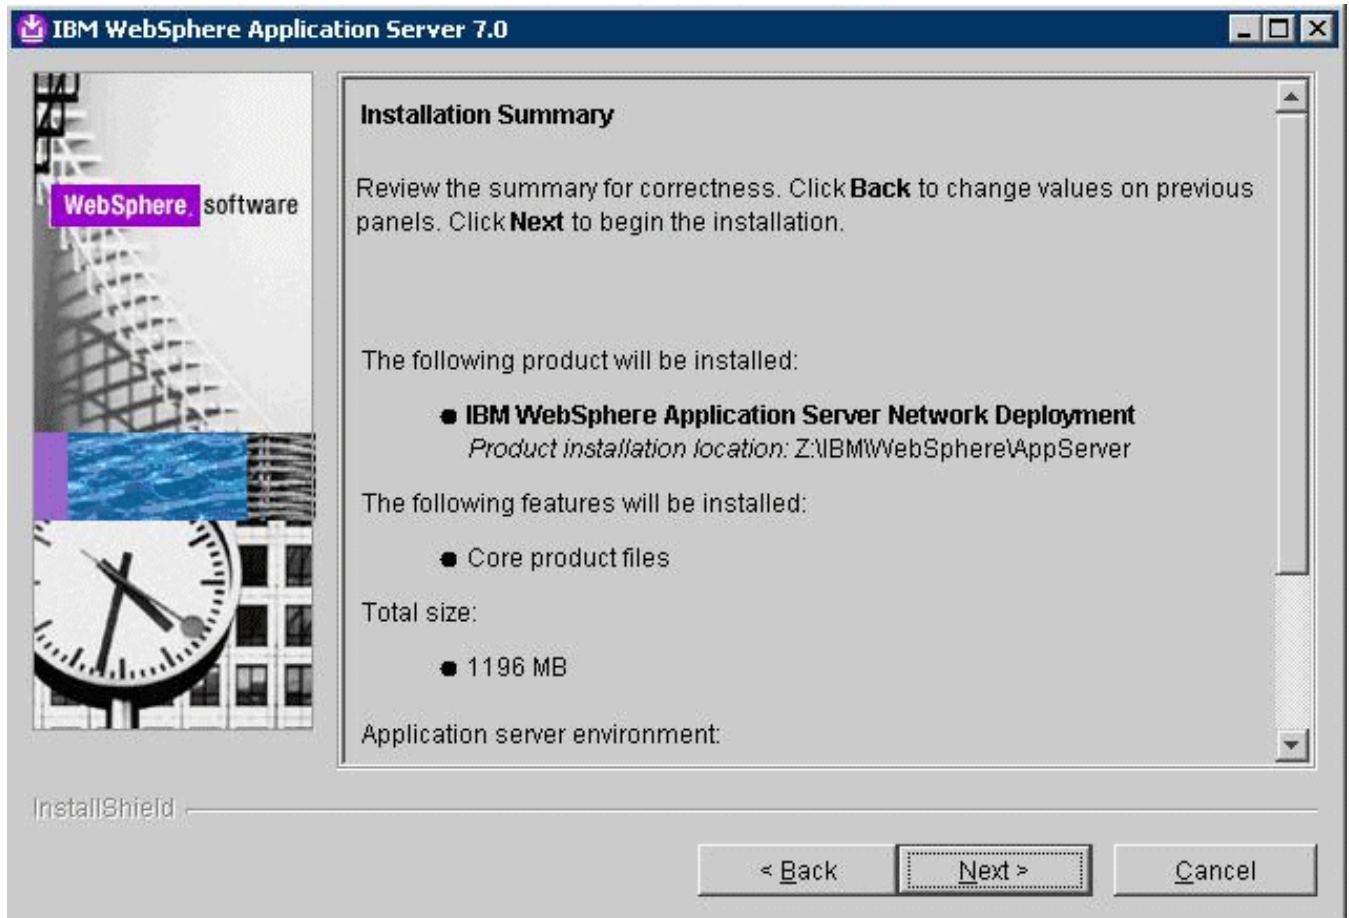 IBM WebSphere Application Server 7.0
WebSphere. software
Installation Summary
Review the summary for correctness. Click Back to change values on previous
panels. Click Next to begin the installation.
The following product will be installed:
● IBM WebSphere Application Server Network Deployment
Product installation location: Z:\IBM\WebSphere\AppServer
The following features will be installed:
● Core product files
Total size:
● 1196 MB
Application server environment:
InstallShield
< Back
Next >
Cancel